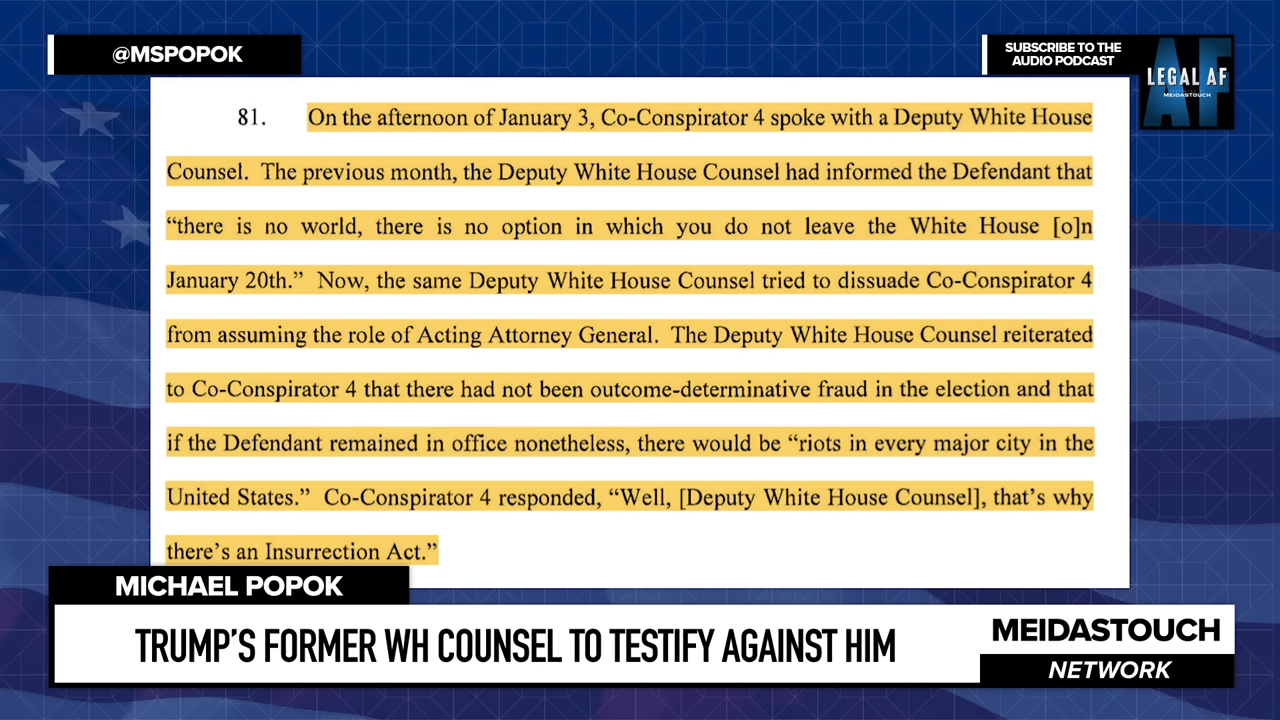 @MSPOPOK
SUBSCRIBE TO THE
AUDIO PODCAST
LEGAL AF
MEIDASTOUCH
81. On the afternoon of January 3, Co-Conspirator 4 spoke with a Deputy White House
Counsel. The previous month, the Deputy White House Counsel had informed the Defendant that
“there is no world, there is no option in which you do not leave the White House [o]n
January 20th.” Now, the same Deputy White House Counsel tried to dissuade Co-Conspirator 4
from assuming the role of Acting Attorney General. The Deputy White House Counsel reiterated
to Co-Conspirator 4 that there had not been outcome-determinative fraud in the election and that
if the Defendant remained in office nonetheless, there would be “riots in every major city in the
United States.” Co-Conspirator 4 responded, “Well, [Deputy White House Counsel], that’s why
there’s an Insurrection Act.”
MICHAEL POPOK
TRUMP’S FORMER WH COUNSEL TO TESTIFY AGAINST HIM
MEIDASTOUCH
NETWORK